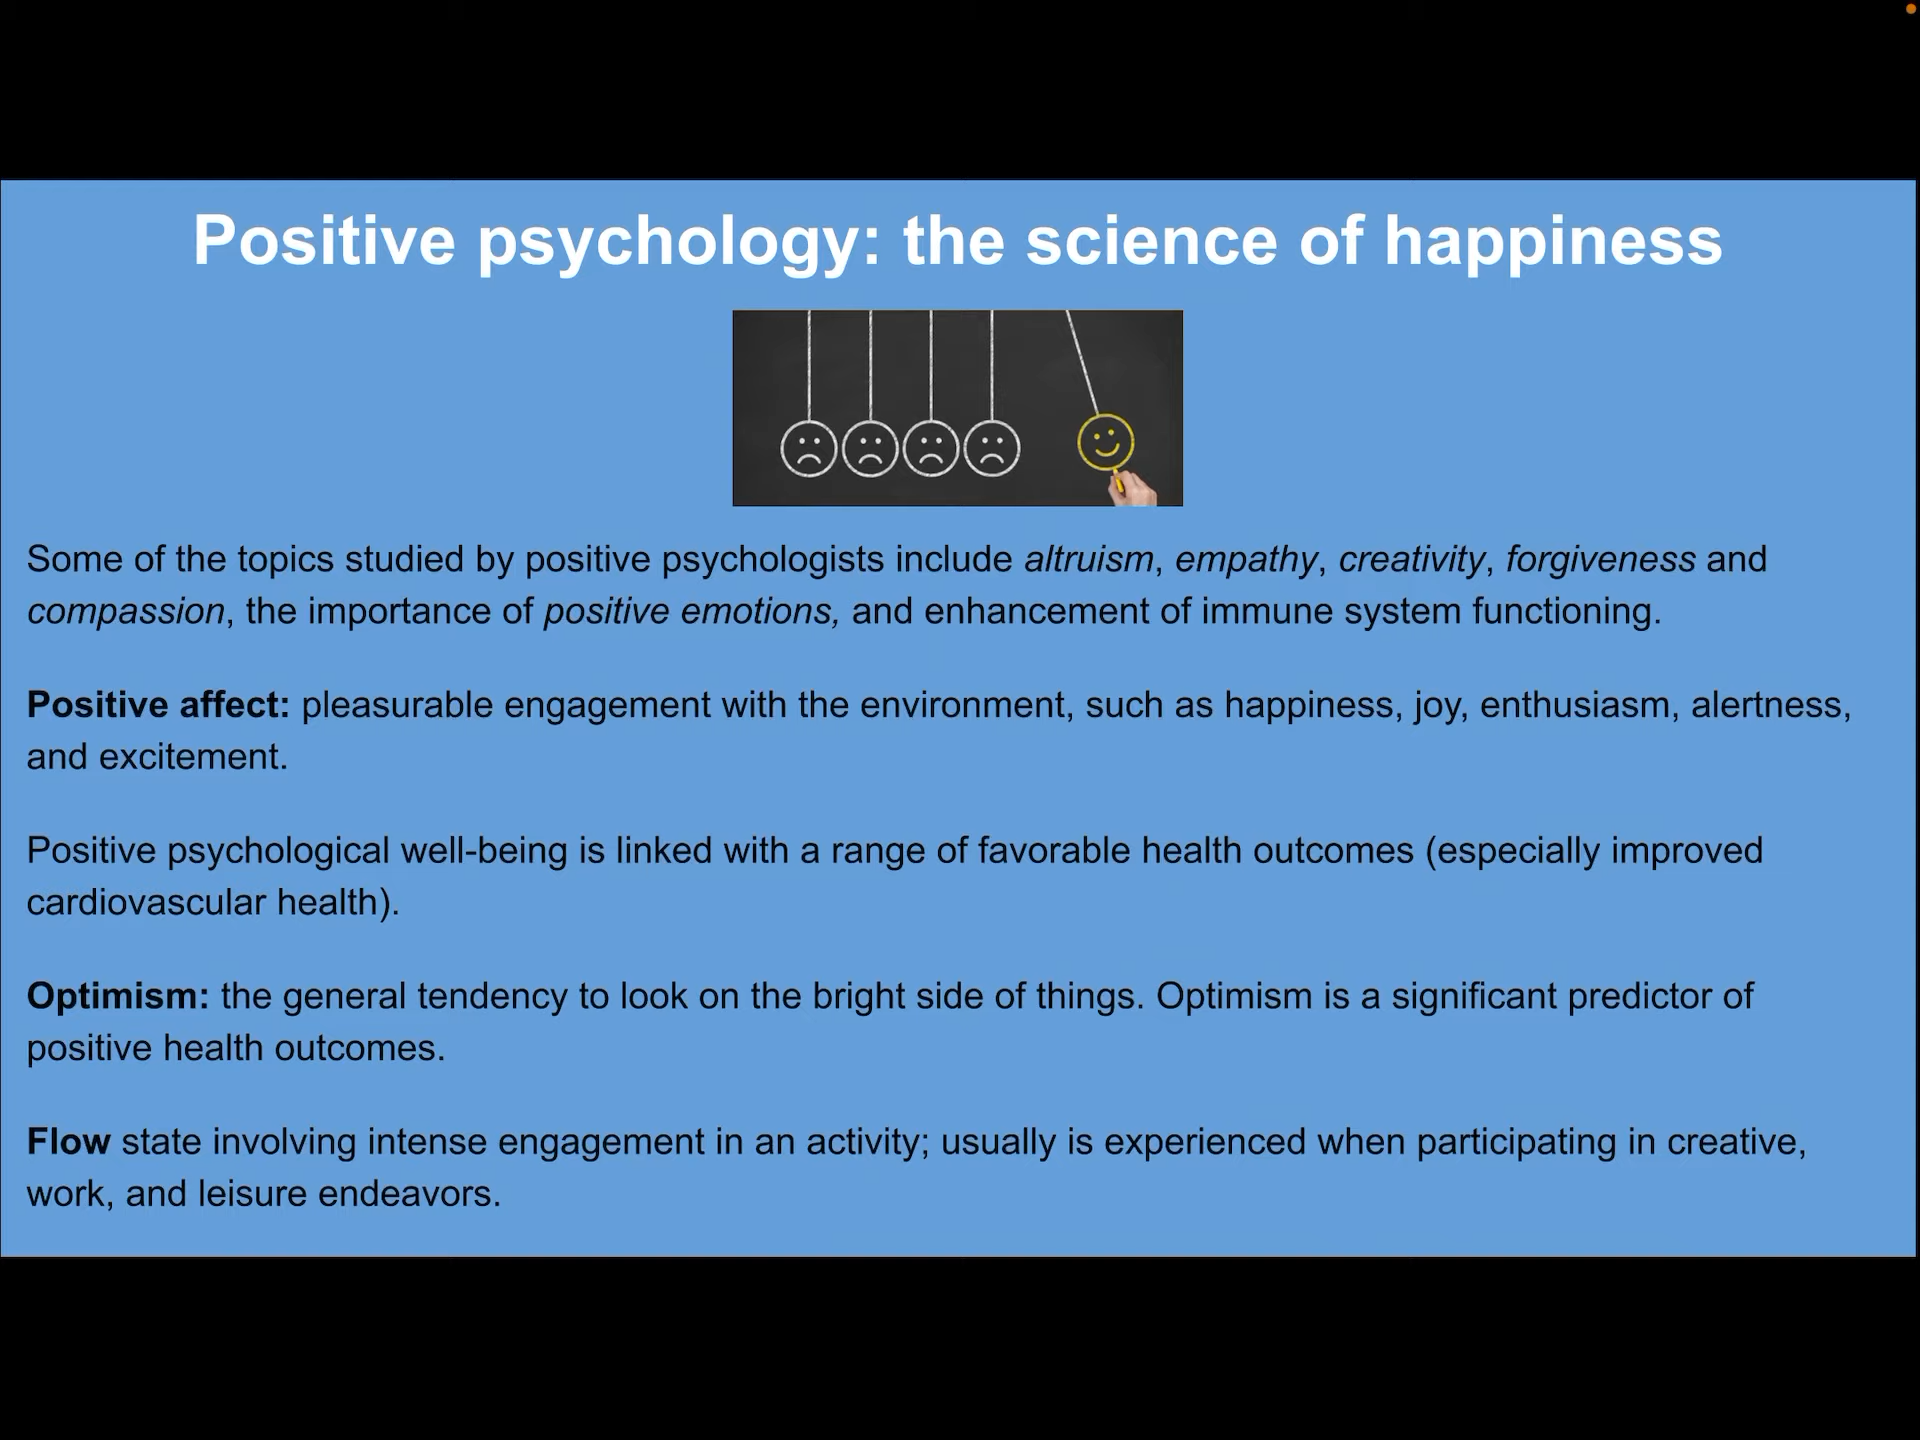 Positive psychology: the science of happiness
Some of the topics studied by positive psychologists include altruism, empathy, creativity, forgiveness and
compassion, the importance of positive emotions, and enhancement of immune system functioning.
Positive affect: pleasurable engagement with the environment, such as happiness, joy, enthusiasm, alertness,
and excitement.
Positive psychological well-being is linked with a range of favorable health outcomes (especially improved
cardiovascular health).
Optimism: the general tendency to look on the bright side of things. Optimism is a significant predictor of
positive health outcomes.
Flow state involving intense engagement in an activity; usually is experienced when participating in creative,
work, and leisure endeavors.